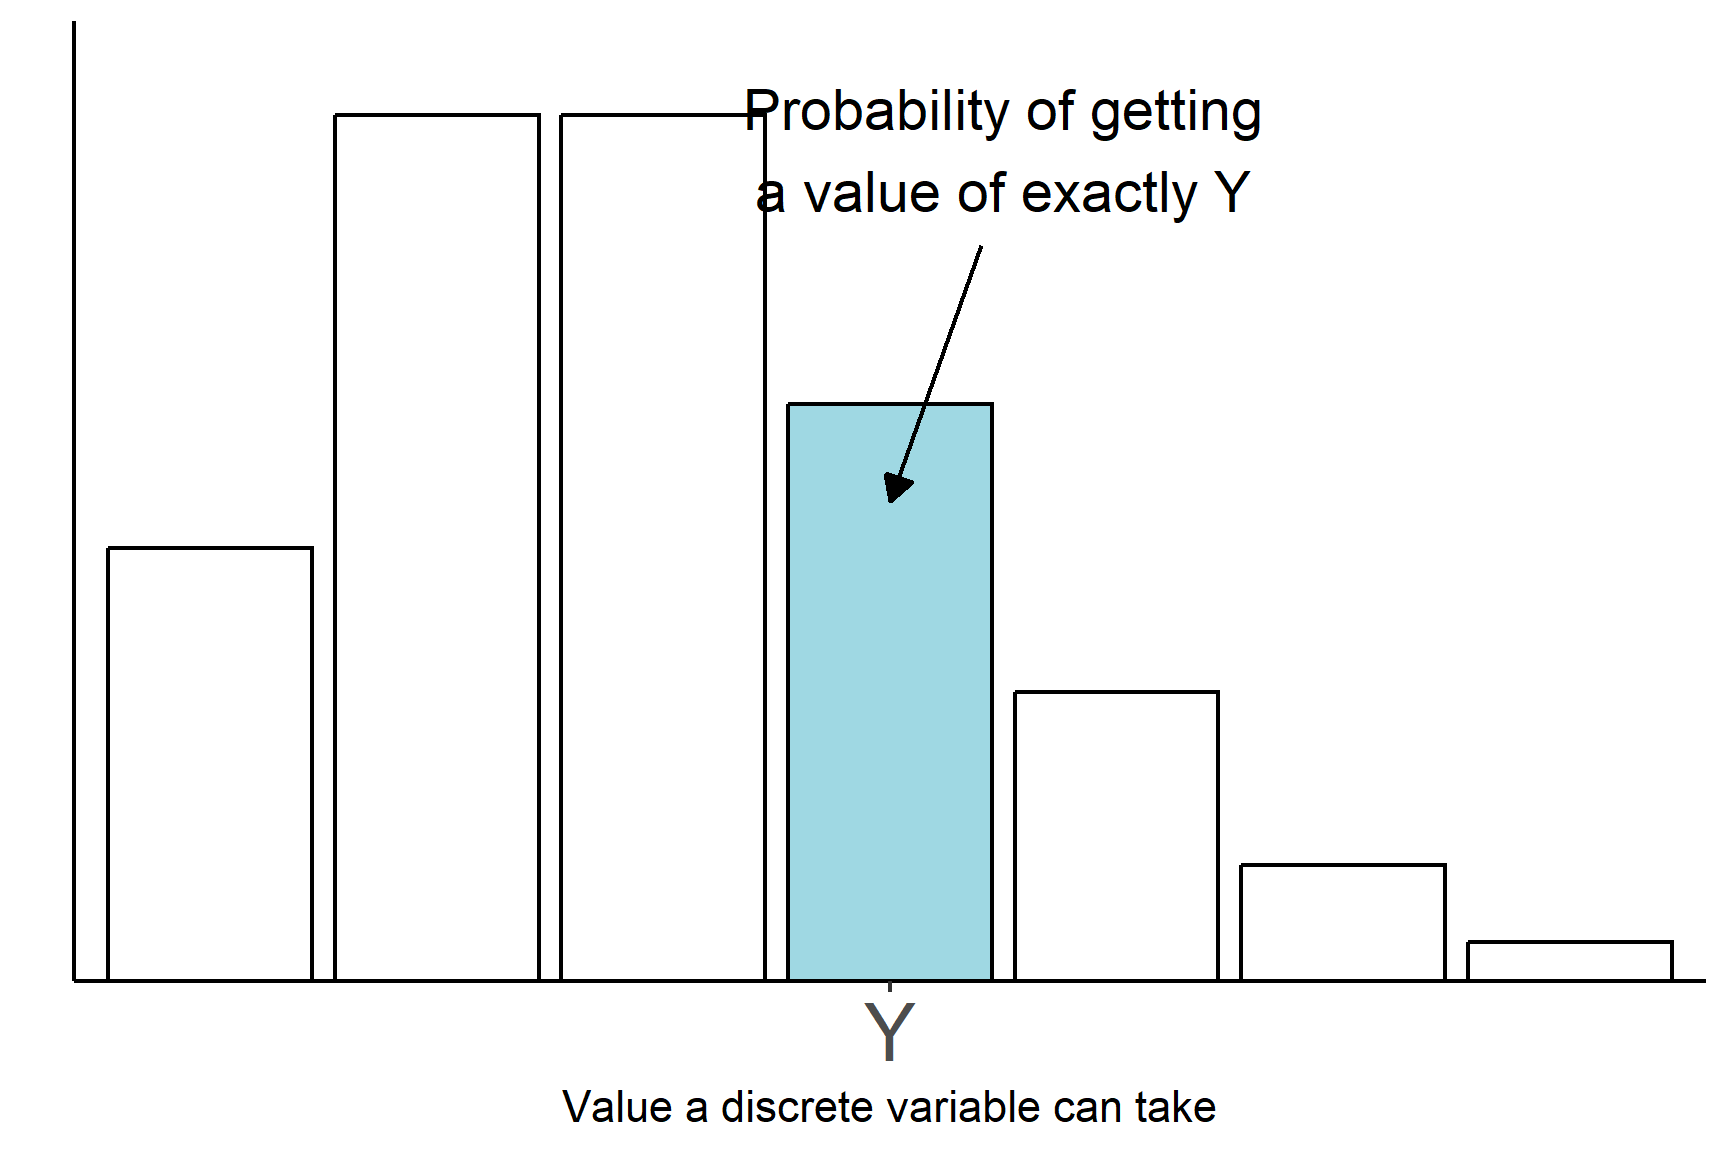 Probability of getting
a value of exactly Y
Y
Value a discrete variable can take